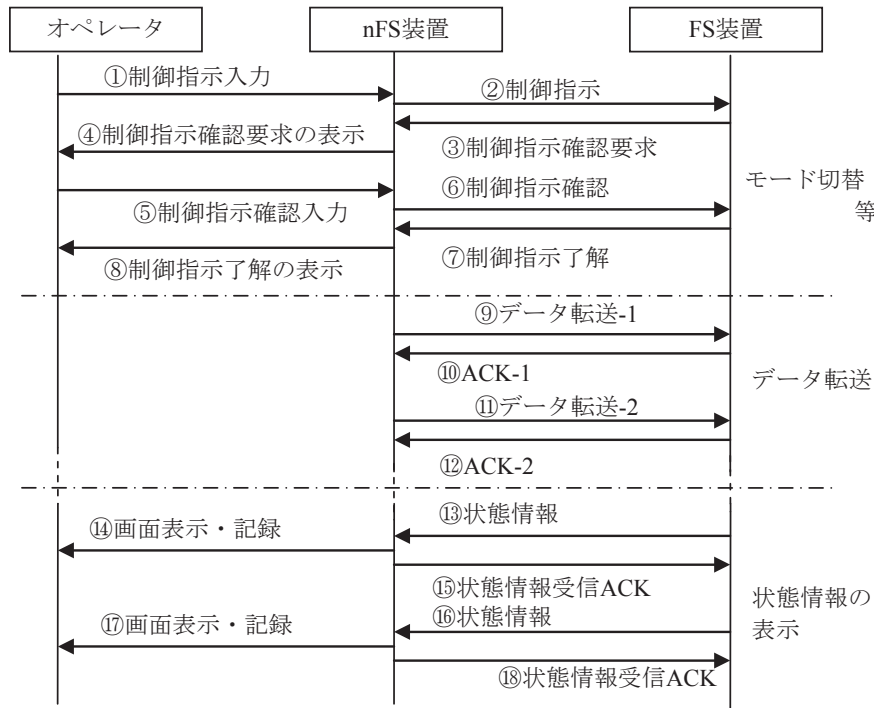 オペレータ
nFS装置
FS装置
①制御指示入力
②制御指示
④制御指示確認要求の表示
③制御指示確認要求
⑥制御指示確認
モード切替
等
⑤制御指示確認入力
⑦制御指示了解
⑧制御指示了解の表示
⑨データ転送-1
⑩ACK-1
データ転送
⑪データ転送-2
⑫ACK-2
⑬状態情報
⑭画面表示・記録
⑮状態情報受信ACK
状態情報の
表示
⑯状態情報
⑰画面表示・記録
⑱状態情報受信ACK